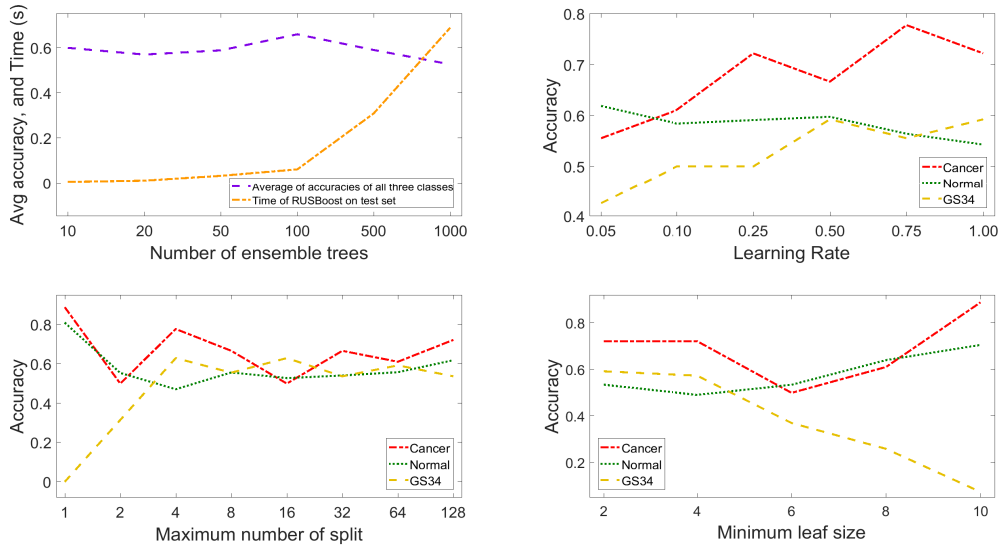 Avg accuracy, and Time (s)
0.6
0.4
0.2
0
Average of accuracies of all three classes
Time of RUSBoost on test set
10 20 50 100 500 1000
Number of ensemble trees
Accuracy
0.8
0.7
0.6
0.5
0.4
Cancer
Normal
GS34
0.05 0.10 0.25 0.50 0.75 1.00
Learning Rate
Accuracy
0.8
0.6
0.4
0.2
0
Cancer
Normal
GS34
1 2 4 8 16 32 64 128
Maximum number of split
Accuracy
0.8
0.6
0.4
0.2
Cancer
Normal
GS34
2 4 6 8 10
Minimum leaf size